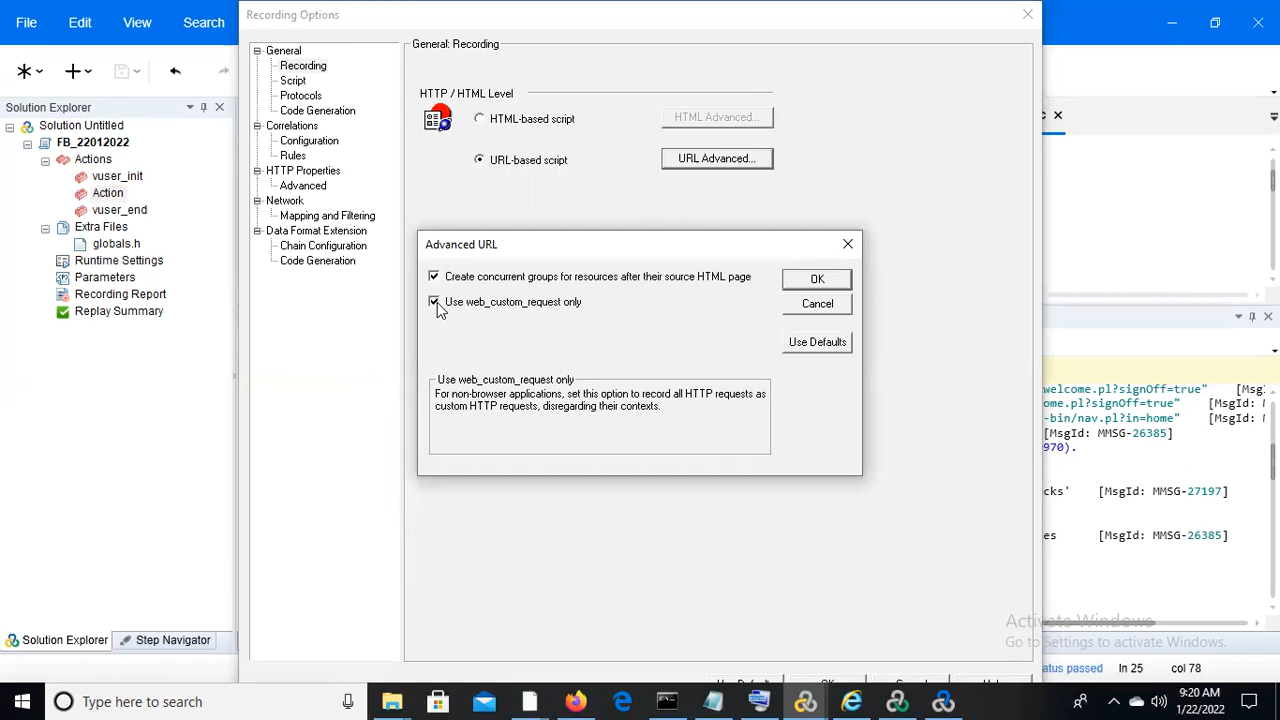 File Edit View Search
Recording Options
Solution Explorer
Solution Untitled
FB_22012022
Actions
vuser_init
Action
vuser_end
Extra Files
globals.h
Runtime Settings
Parameters
Recording Report
Replay Summary
General
Recording
Script
Protocols
Code Generation
Correlations
Configuration
Rules
HTTP Properties
Advanced
Network
Mapping and Filtering
Data Format Extension
Chain Configuration
Code Generation
General: Recording
HTTP / HTML Level
HTML-based script HTML Advanced...
URL-based script URL Advanced...
Advanced URL
Create concurrent groups for resources after their source HTML page
Use web_custom_request only
OK
Cancel
Use Defaults
Use web_custom_request only
For non-browser applications, set this option to record all HTTP requests as
custom HTTP requests, disregarding their contexts.
welcome.pl?signOff=true" [Msg
ome.pl?signOff=true" [MsgId:
-bin/nav.pl?in=home" [MsgId: M
[MsgId: MMSG-26385]
970).
cks' [MsgId: MMSG-27197]
es [MsgId: MMSG-26385]
Activate Windows
Go to Settings to activate Windows.
Solution Explorer Step Navigator
atus passed ln 25 col 78
Type here to search
9:20 AM
1/22/2022